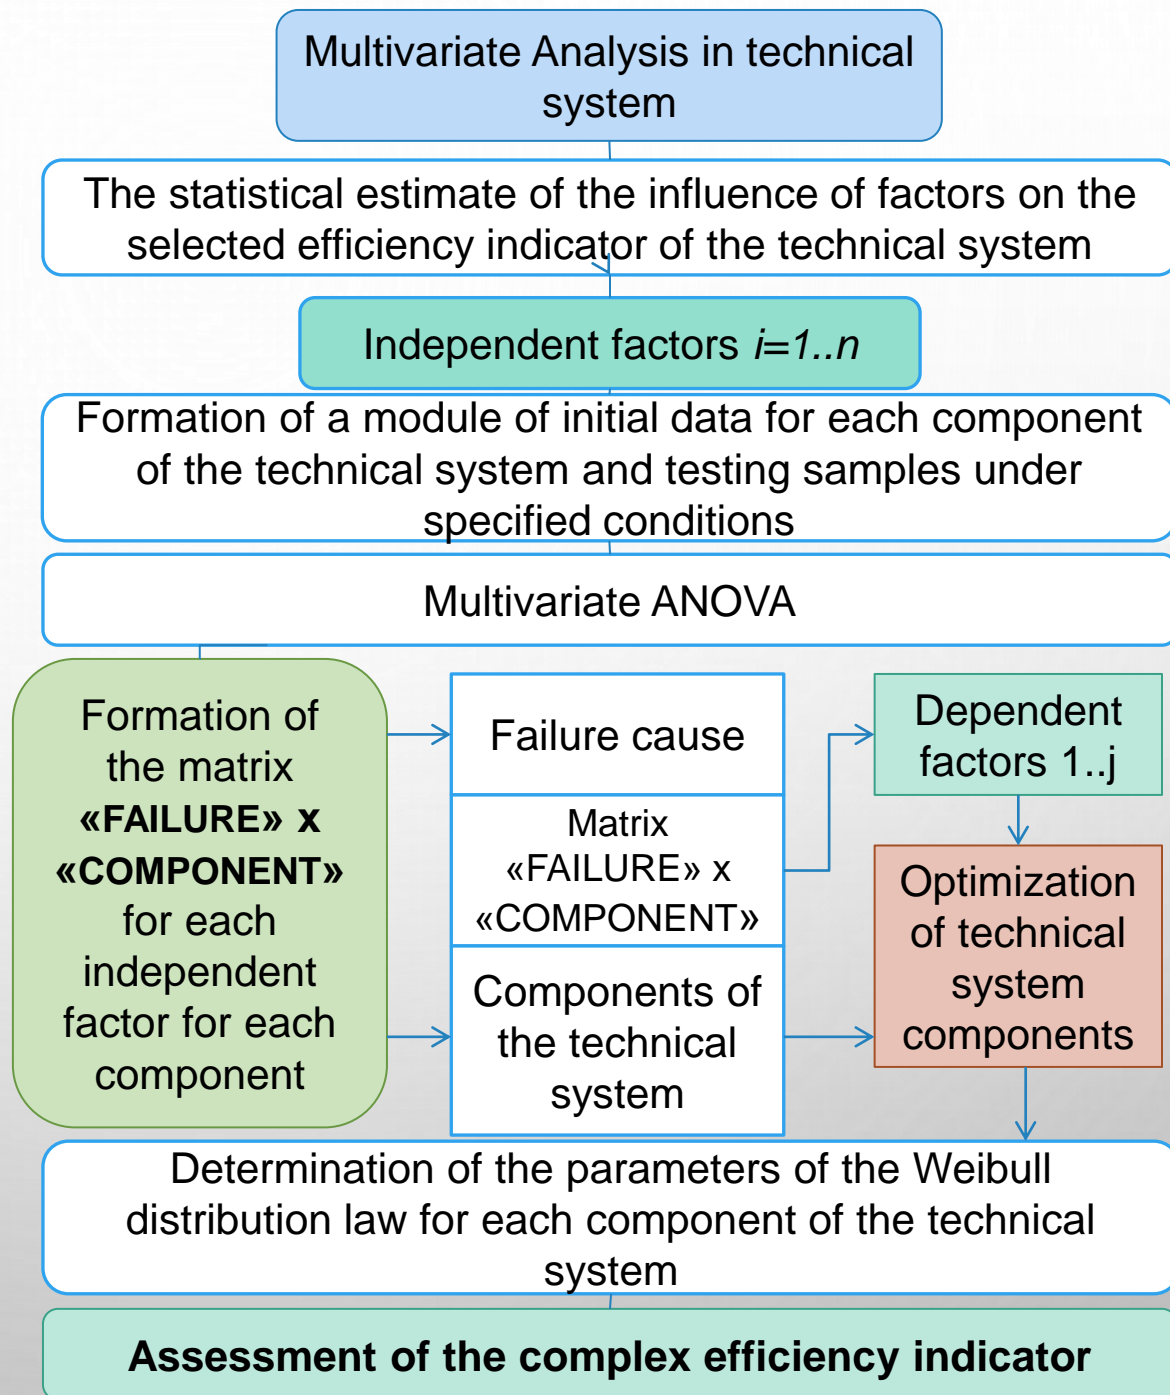 Multivariate Analysis in technical
system
The statistical estimate of the influence of factors on the
selected efficiency indicator of the technical system
Independent factors i=1..n
Formation of a module of initial data for each component
of the technical system and testing samples under
specified conditions
Multivariate ANOVA
Formation of
the matrix
«FAILURE» x
«COMPONENT»
for each
independent
factor for each
component
Failure cause
Matrix
«FAILURE» x
«COMPONENT»
Components of
the technical
system
Dependent
factors 1..j
Optimization
of technical
system
components
Determination of the parameters of the Weibull
distribution law for each component of the technical
system
Assessment of the complex efficiency indicator